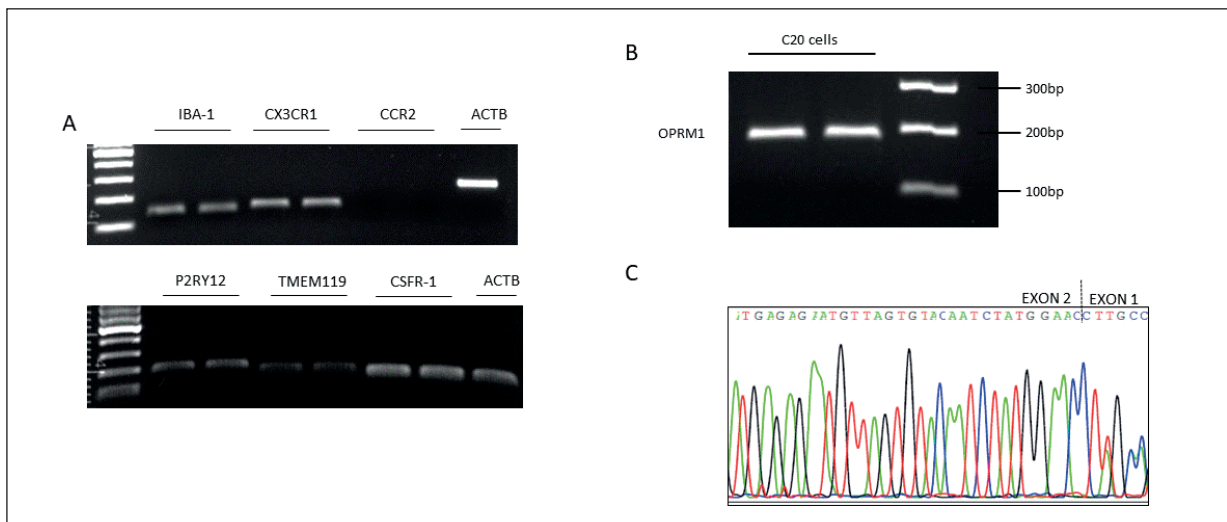 A
IBA-1 CX3CR1 CCR2 ACTB
P2RY12 TMEM119 CSFR-1 ACTB
B
C20 cells
OPRM1
300bp
200bp
100bp
C
EXON 2 EXON 1
TGAGAGAATGTTAGTGTACAATCTATGGAACCTTGCC